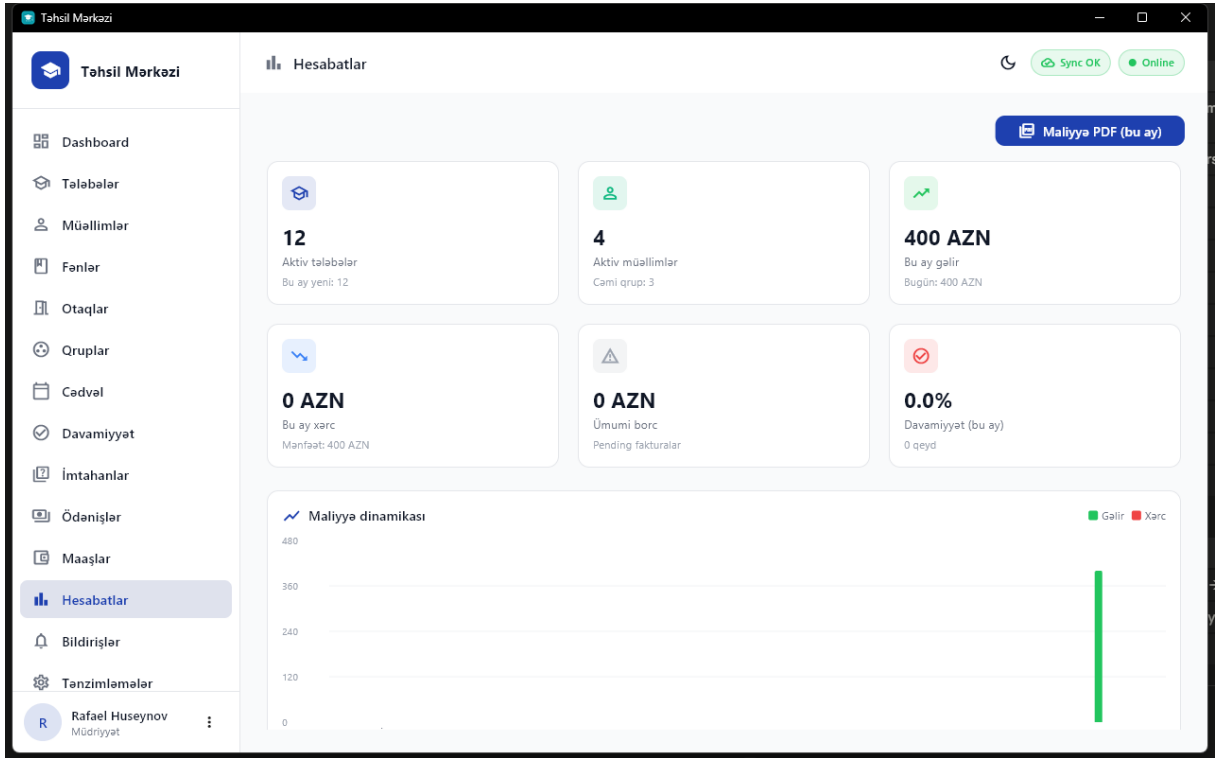 Təhsil Mərkəzi
Təhsil Mərkəzi
Hesabatlar
Sync OK
Online
Dashboard
Tələbələr
Müəllimlər
Fənlər
Otaqlar
Qruplar
Cədvəl
Davamiyyət
İmtahanlar
Ödənişlər
Maaşlar
Hesabatlar
Bildirişlər
Tənzimləmələr
R
Rafael Huseynov
Müdriyyət
Maliyyə PDF (bu ay)
12
Aktiv tələbələr
Bu ay yeni: 12
4
Aktiv müəllimlər
Cəmi qrup: 3
400 AZN
Bu ay gəlir
Bugün: 400 AZN
0 AZN
Bu ay xərc
Mənfəət: 400 AZN
0 AZN
Ümumi borc
Pending fakturalar
0.0%
Davamiyyət (bu ay)
0 qeyd
Maliyyə dinamikası
Gəlir
Xərc
480
360
240
120
0